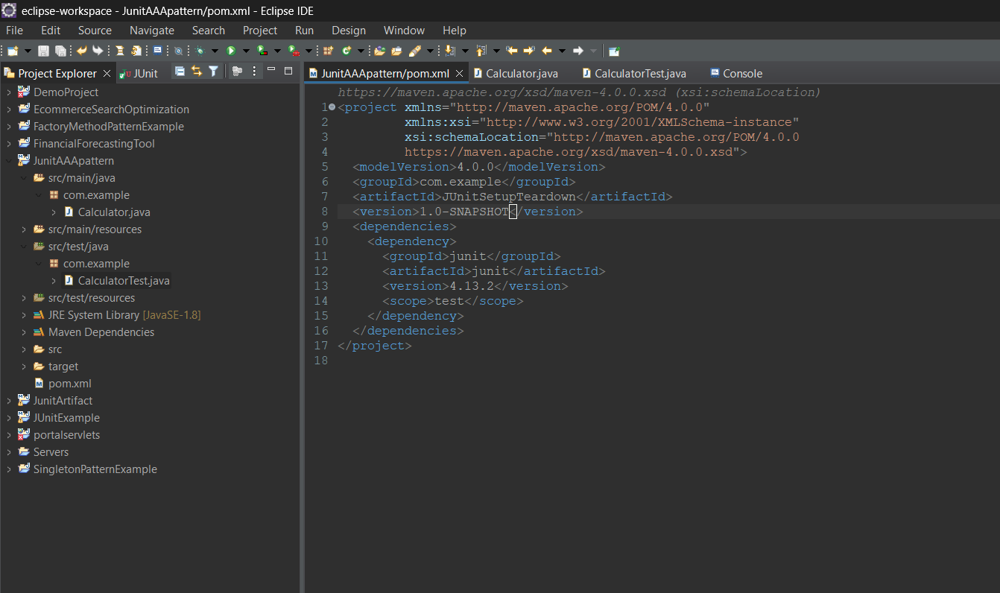 eclipse-workspace - JunitAAApattern/pom.xml - Eclipse IDE
File Edit Source Navigate Search Project Run Design Window Help
Project Explorer JUnit
DemoProject
EcommerceSearchOptimization
FactoryMethodPatternExample
FinancialForecastingTool
JunitAAApattern
src/main/java
com.example
Calculator.java
src/main/resources
src/test/java
com.example
CalculatorTest.java
src/test/resources
JRE System Library [JavaSE-1.8]
Maven Dependencies
src
target
pom.xml
JunitArtifact
JUnitExample
portalservlets
Servers
SingletonPatternExample
JunitAAApattern/pom.xml Calculator.java CalculatorTest.java Console
https://maven.apache.org/xsd/maven-4.0.0.xsd (xsi:schemaLocation)
1 <project xmlns="http://maven.apache.org/POM/4.0.0"
2 xmlns:xsi="http://www.w3.org/2001/XMLSchema-instance"
3 xsi:schemaLocation="http://maven.apache.org/POM/4.0.0
4 https://maven.apache.org/xsd/maven-4.0.0.xsd">
5 <modelVersion>4.0.0</modelVersion>
6 <groupId>com.example</groupId>
7 <artifactId>JUnitSetupTeardown</artifactId>
8 <version>1.0-SNAPSHOT</version>
9 <dependencies>
10 <dependency>
11 <groupId>junit</groupId>
12 <artifactId>junit</artifactId>
13 <version>4.13.2</version>
14 <scope>test</scope>
15 </dependency>
16 </dependencies>
17 </project>
18